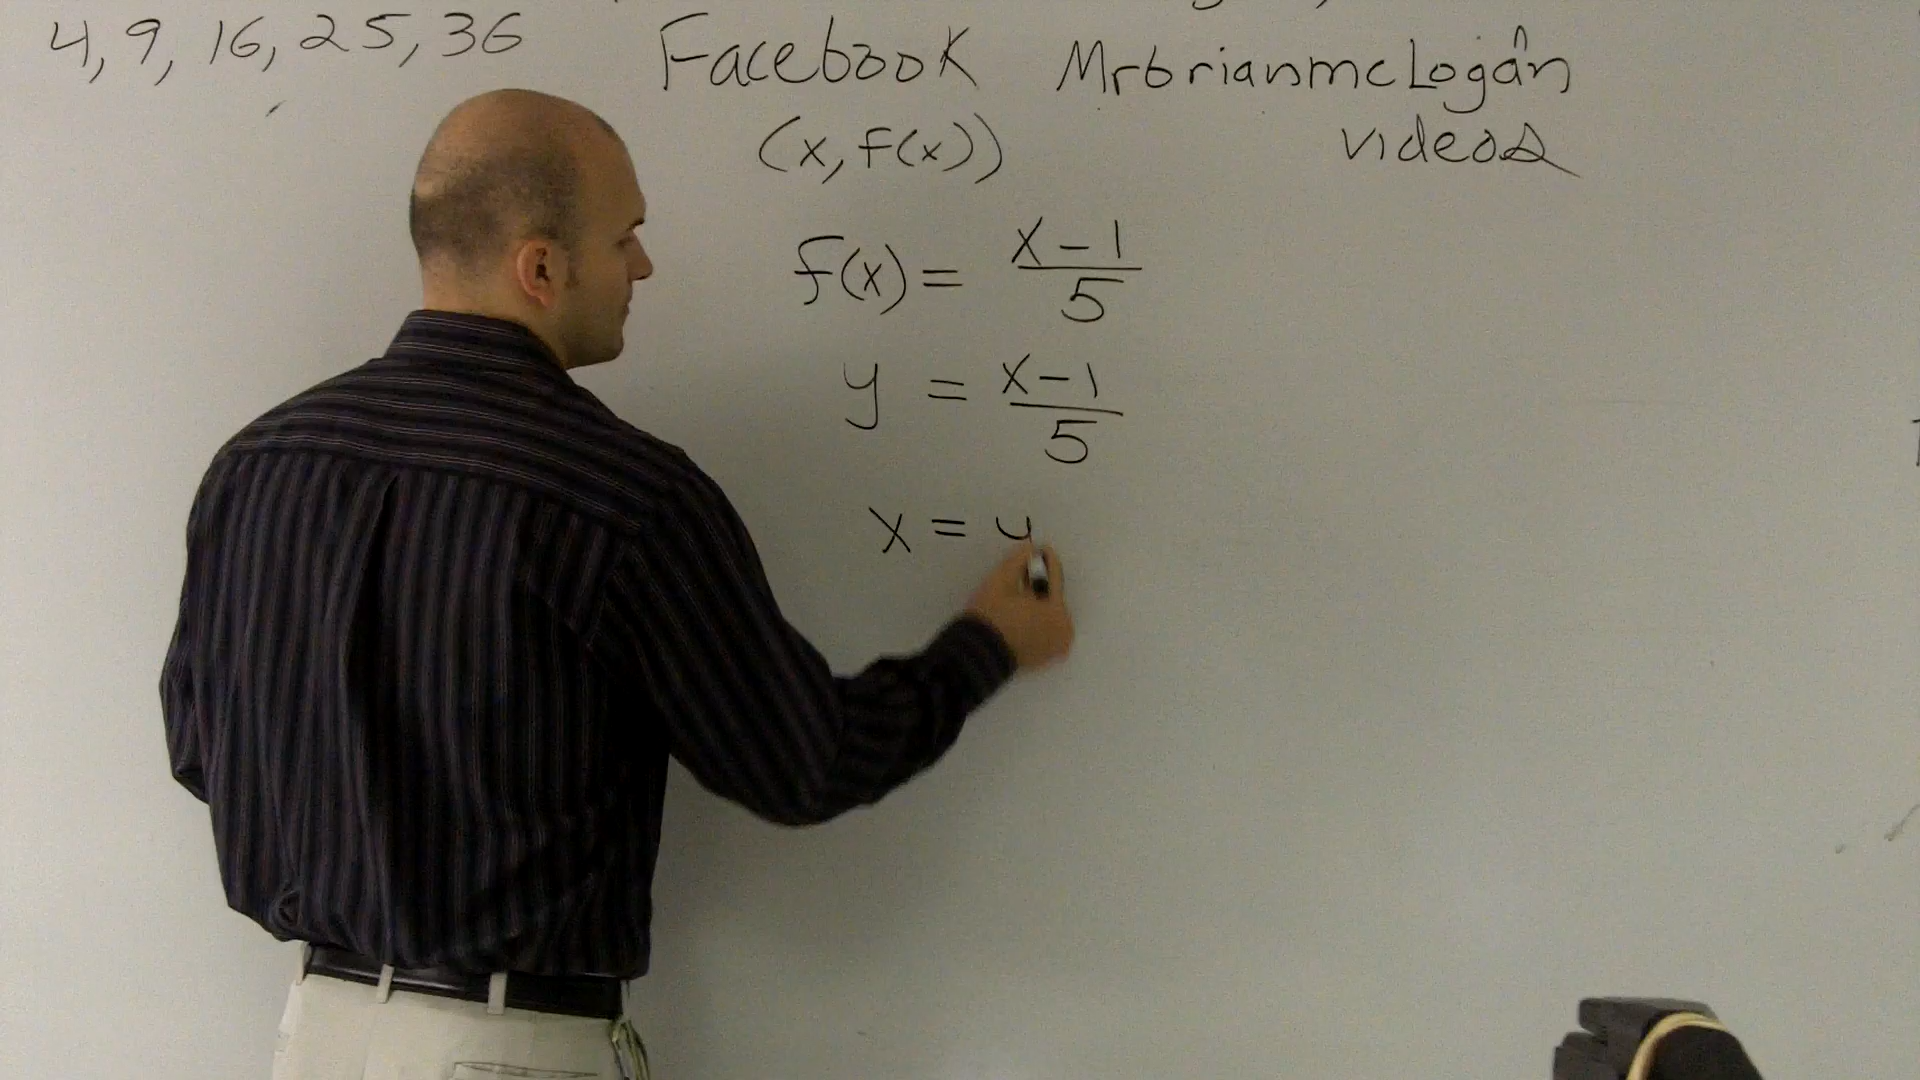 4, 9, 16, 25, 36
Facebook Mrbrianmclogan
videos
(x, f(x))
f(x) = x-1/5
y = x-1/5
x = y